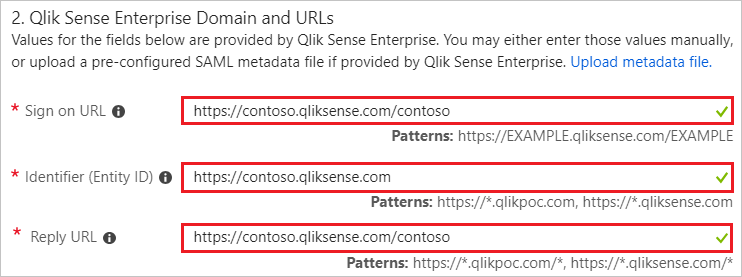 2. Qlik Sense Enterprise Domain and URLs
Values for the fields below are provided by Qlik Sense Enterprise. You may either enter those values manually,
or upload a pre-configured SAML metadata file if provided by Qlik Sense Enterprise. Upload metadata file.
* Sign on URL https://contoso.qliksense.com/contoso
Patterns: https://EXAMPLE.qliksense.com/EXAMPLE
* Identifier (Entity ID) https://contoso.qliksense.com
Patterns: https://*.qlikpoc.com, https://*.qliksense.com
* Reply URL https://contoso.qliksense.com/contoso
Patterns: https://*.qlikpoc.com/*, https://*.qliksense.com/*